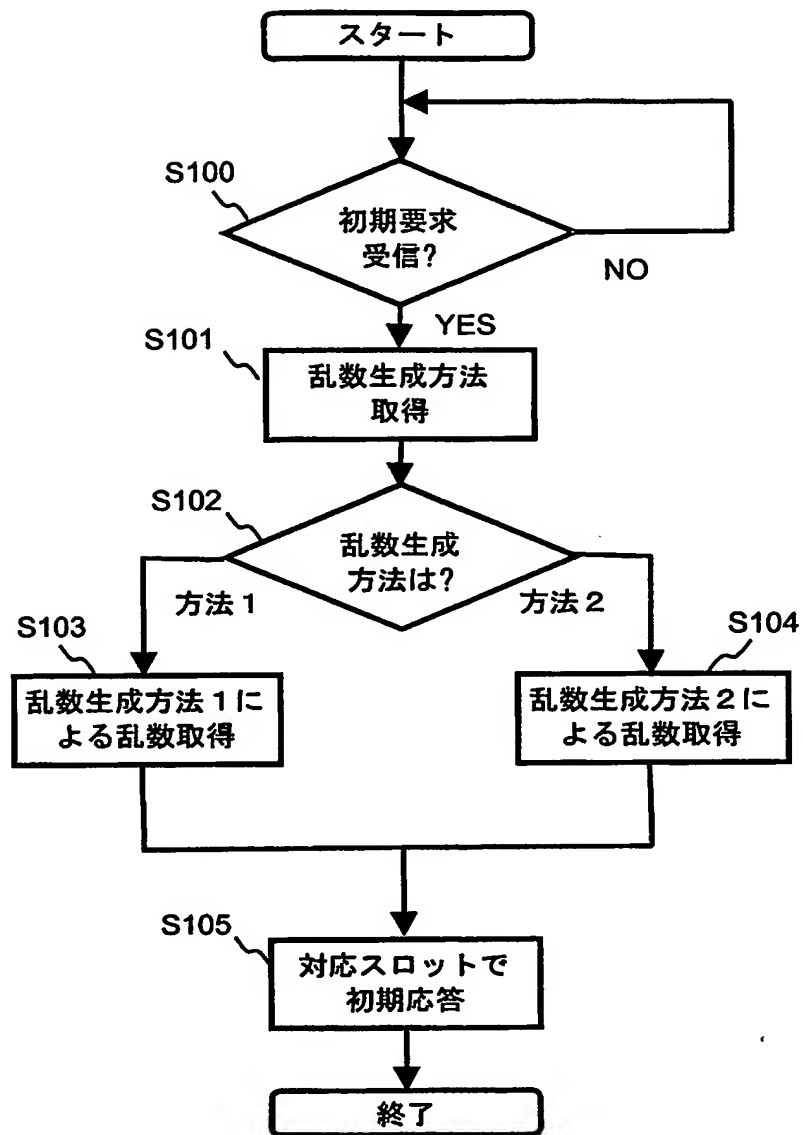 スタート
S100
初期要求
受信?
NO
YES
S101
乱数生成方法
取得
S102
乱数生成
方法は?
方法1
方法2
S103
S104
乱数生成方法1に
よる乱数取得
乱数生成方法2に
よる乱数取得
S105
対応スロットで
初期応答
終了